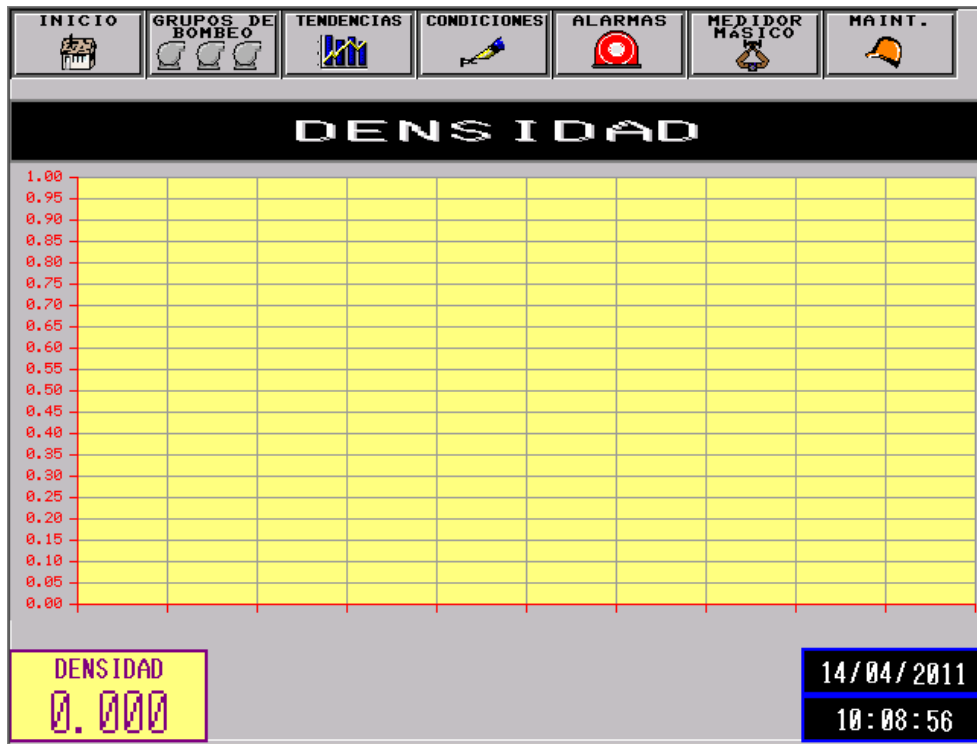 INICIO
GRUPOS DE
BOMBEO
TENDENCIAS
CONDICIONES
ALARMAS
MEDIDOR
MÁSICO
MAINT.
DENSIDAD
1.00
0.95
0.90
0.85
0.80
0.75
0.70
0.65
0.60
0.55
0.50
0.45
0.40
0.35
0.30
0.25
0.20
0.15
0.10
0.05
0.00
DENSIDAD
0.000
14/04/2011
10:08:56